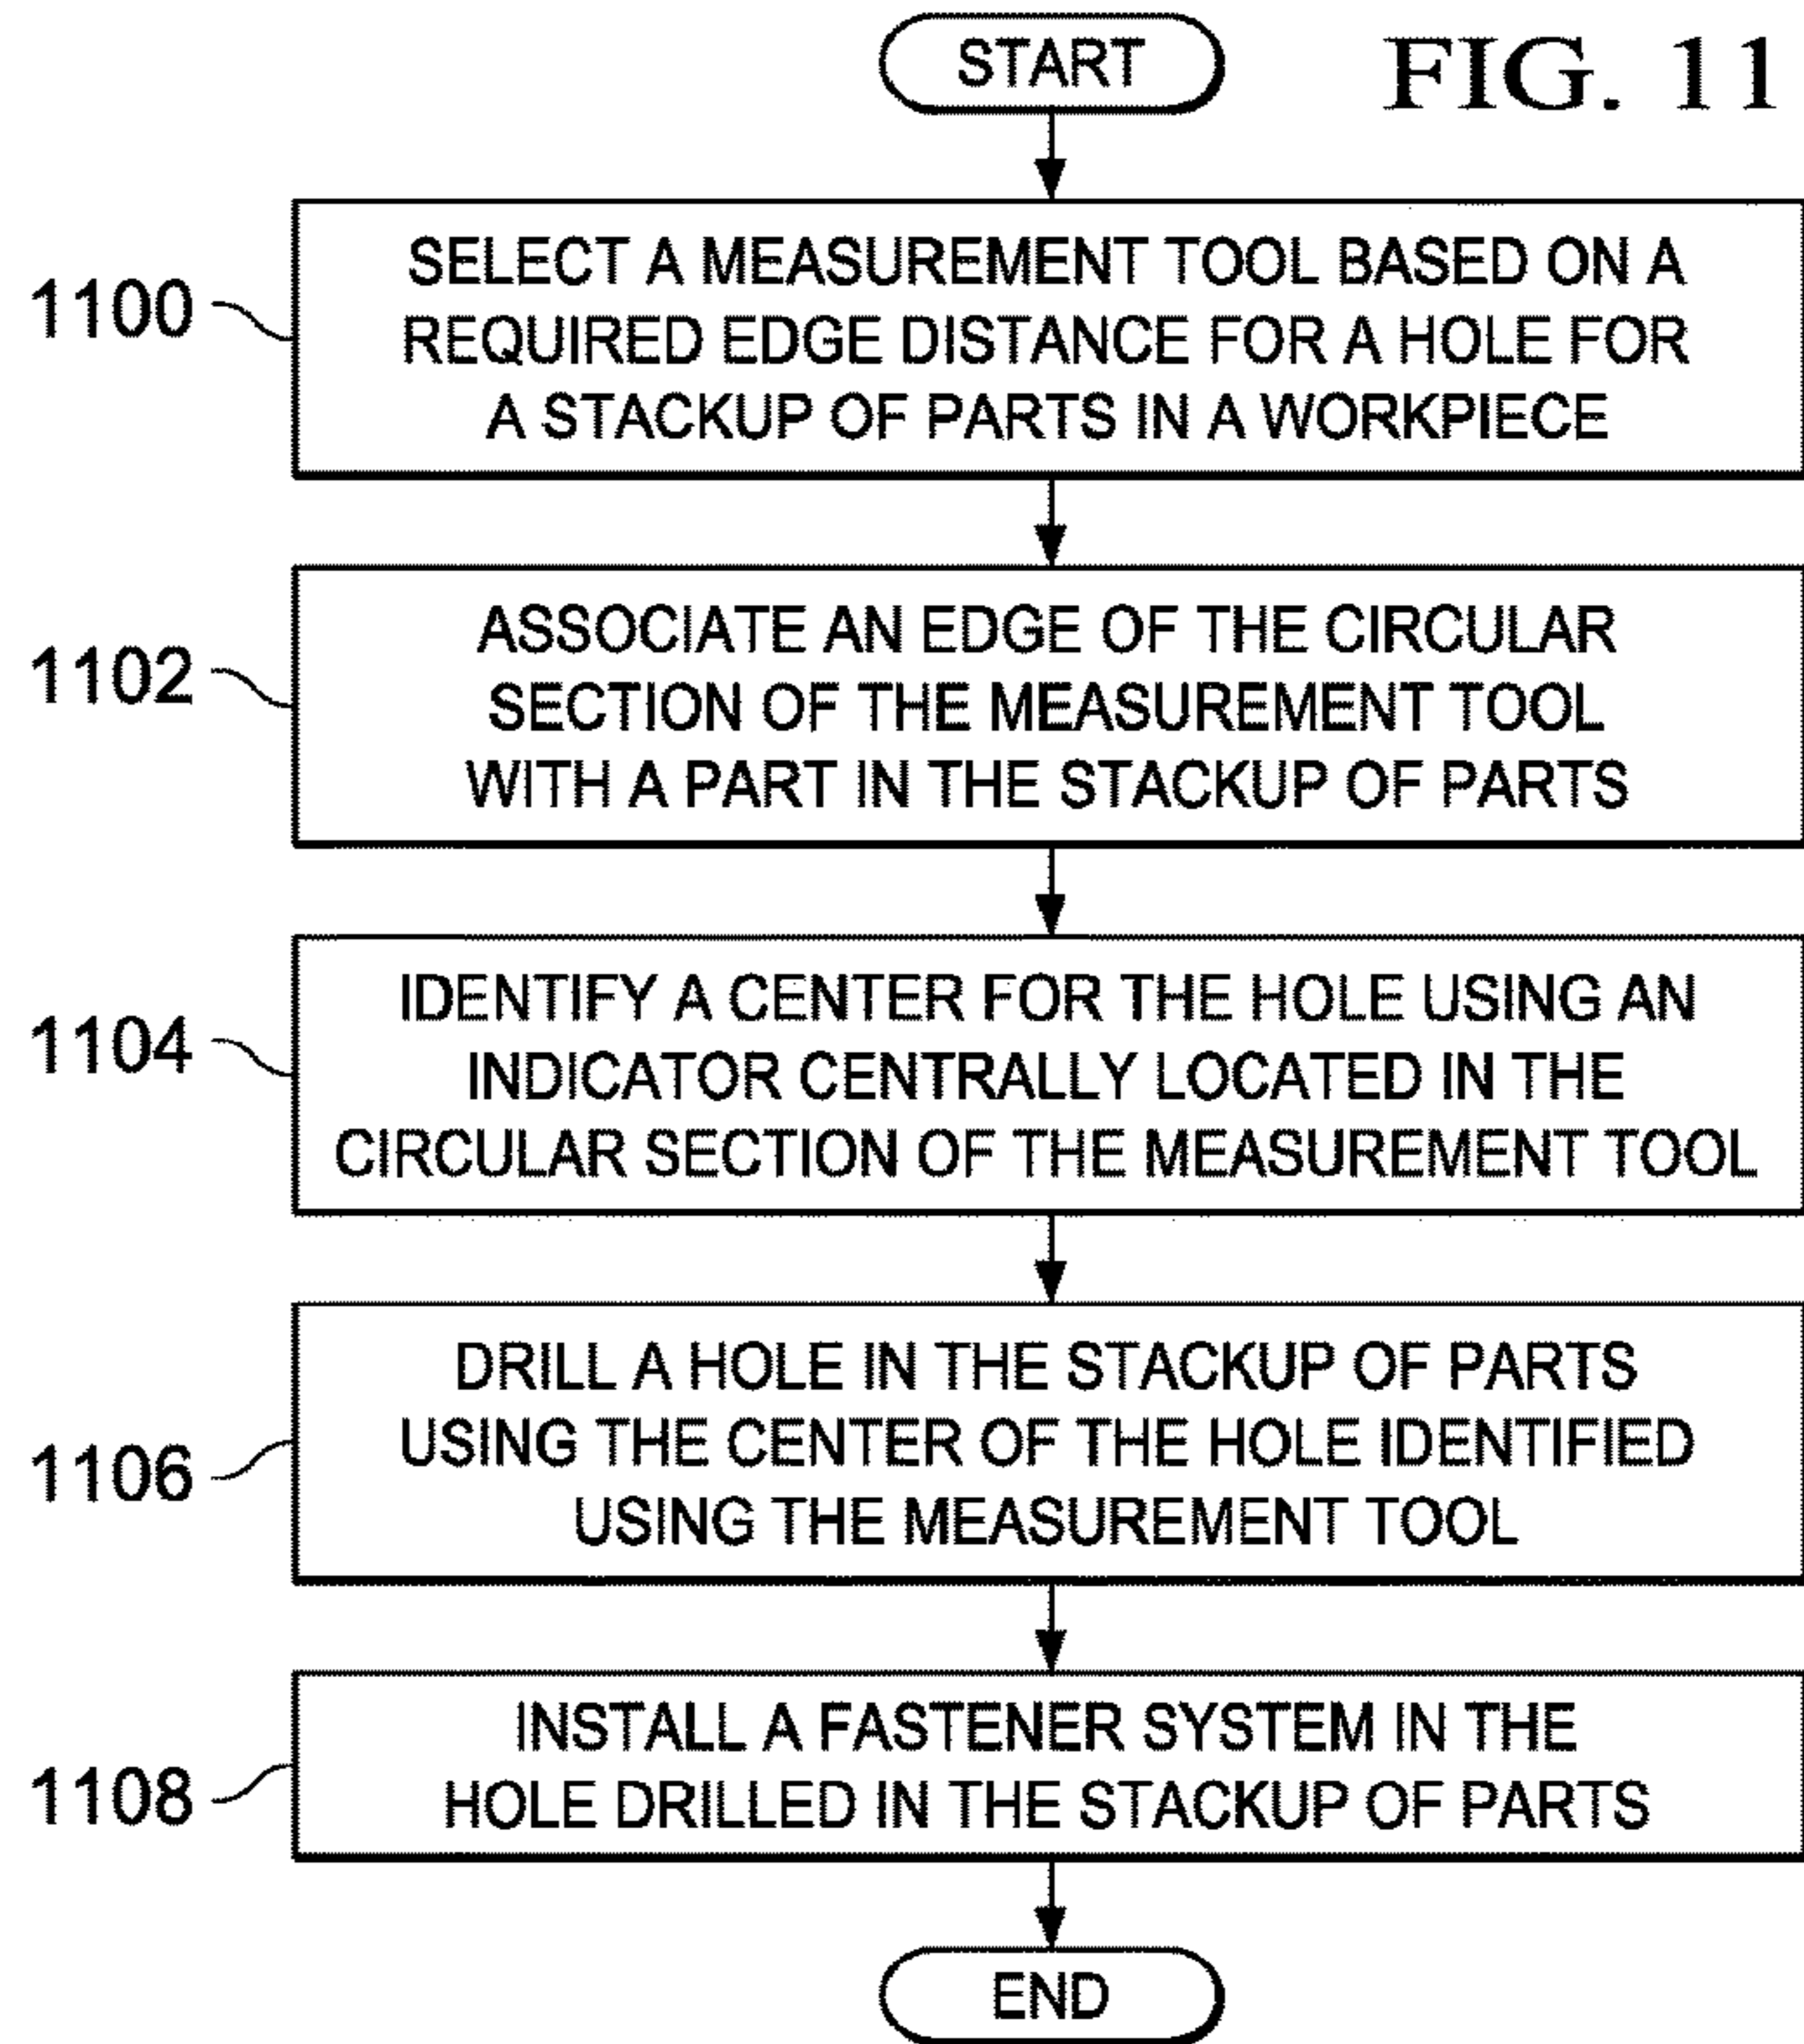 START
FIG. 11
1100
SELECT A MEASUREMENT TOOL BASED ON A
REQUIRED EDGE DISTANCE FOR A HOLE FOR
A STACKUP OF PARTS IN A WORKPIECE
1102
ASSOCIATE AN EDGE OF THE CIRCULAR
SECTION OF THE MEASUREMENT TOOL
WITH A PART IN THE STACKUP OF PARTS
1104
IDENTIFY A CENTER FOR THE HOLE USING AN
INDICATOR CENTRALLY LOCATED IN THE
CIRCULAR SECTION OF THE MEASUREMENT TOOL
1106
DRILL A HOLE IN THE STACKUP OF PARTS
USING THE CENTER OF THE HOLE IDENTIFIED
USING THE MEASUREMENT TOOL
1108
INSTALL A FASTENER SYSTEM IN THE
HOLE DRILLED IN THE STACKUP OF PARTS
END